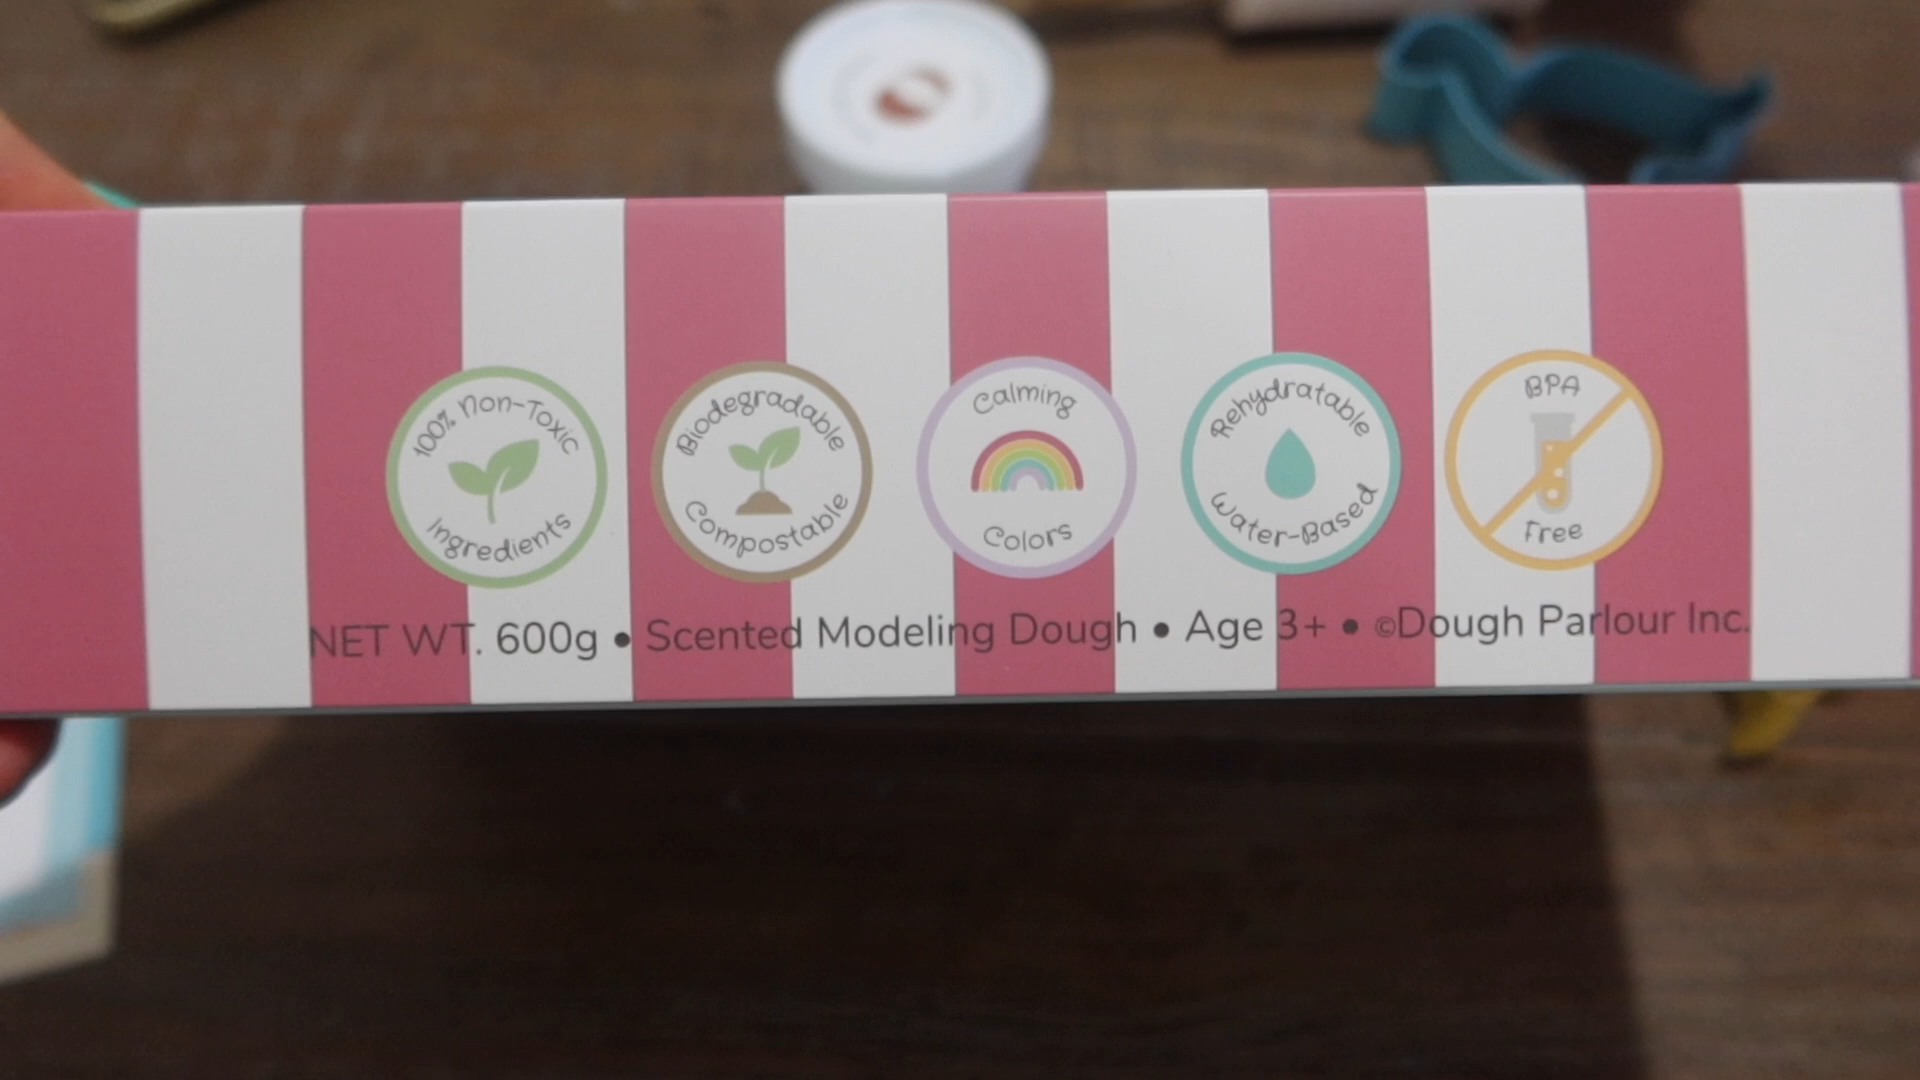 100% Non-Toxic
Ingredients
Biodegradable
Compostable
Calming
Colors
Rehydratable
Water-Based
BPA
Free
NET WT. 600g • Scented Modeling Dough • Age 3+ • ©Dough Parlour Inc.